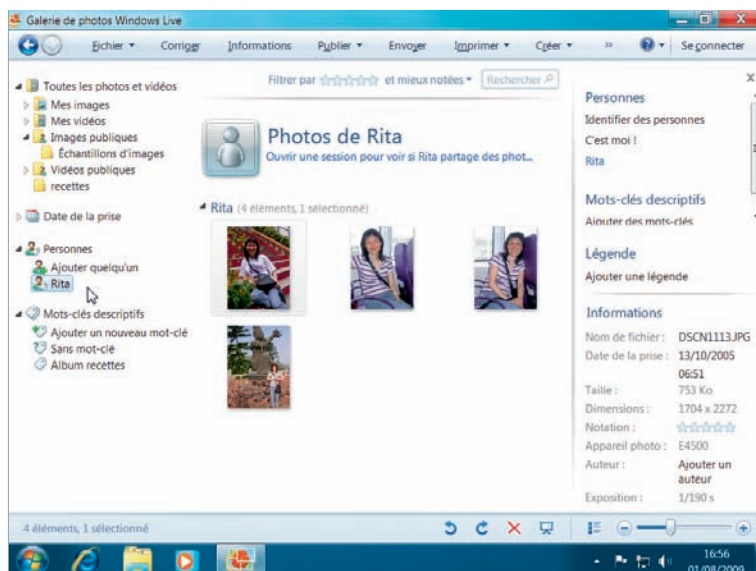 Galerie de photos Windows Live
Fichier Corriger Informations Publier Envoyer Imprimer Créer » Se connecter
Filtrer par et mieux notées Rechercher
Toutes les photos et vidéos
Mes images
Mes vidéos
Images publiques
Échantillons d'images
Vidéos publiques
recettes
Date de la prise
Personnes
Ajouter quelqu'un
Rita
Mots-clés descriptifs
Ajouter un nouveau mot-clé
Sans mot-clé
Album recettes
Photos de Rita
Ouvrir une session pour voir si Rita partage des phot...
Rita (4 éléments, 1 sélectionné)
Personnes
Identifier des personnes
C'est moi !
Rita
Mots-clés descriptifs
Ajouter des mots-clés
Légende
Ajouter une légende
Informations
Nom de fichier : DSCN1113.JPG
Date de la prise : 13/10/2005
06:51
Taille : 753 Ko
Dimensions : 1704 x 2272
Notation :
Appareil photo : E4500
Auteur : Ajouter un
auteur
Exposition : 1/190 s
4 éléments, 1 sélectionné
16:56
01/08/2009